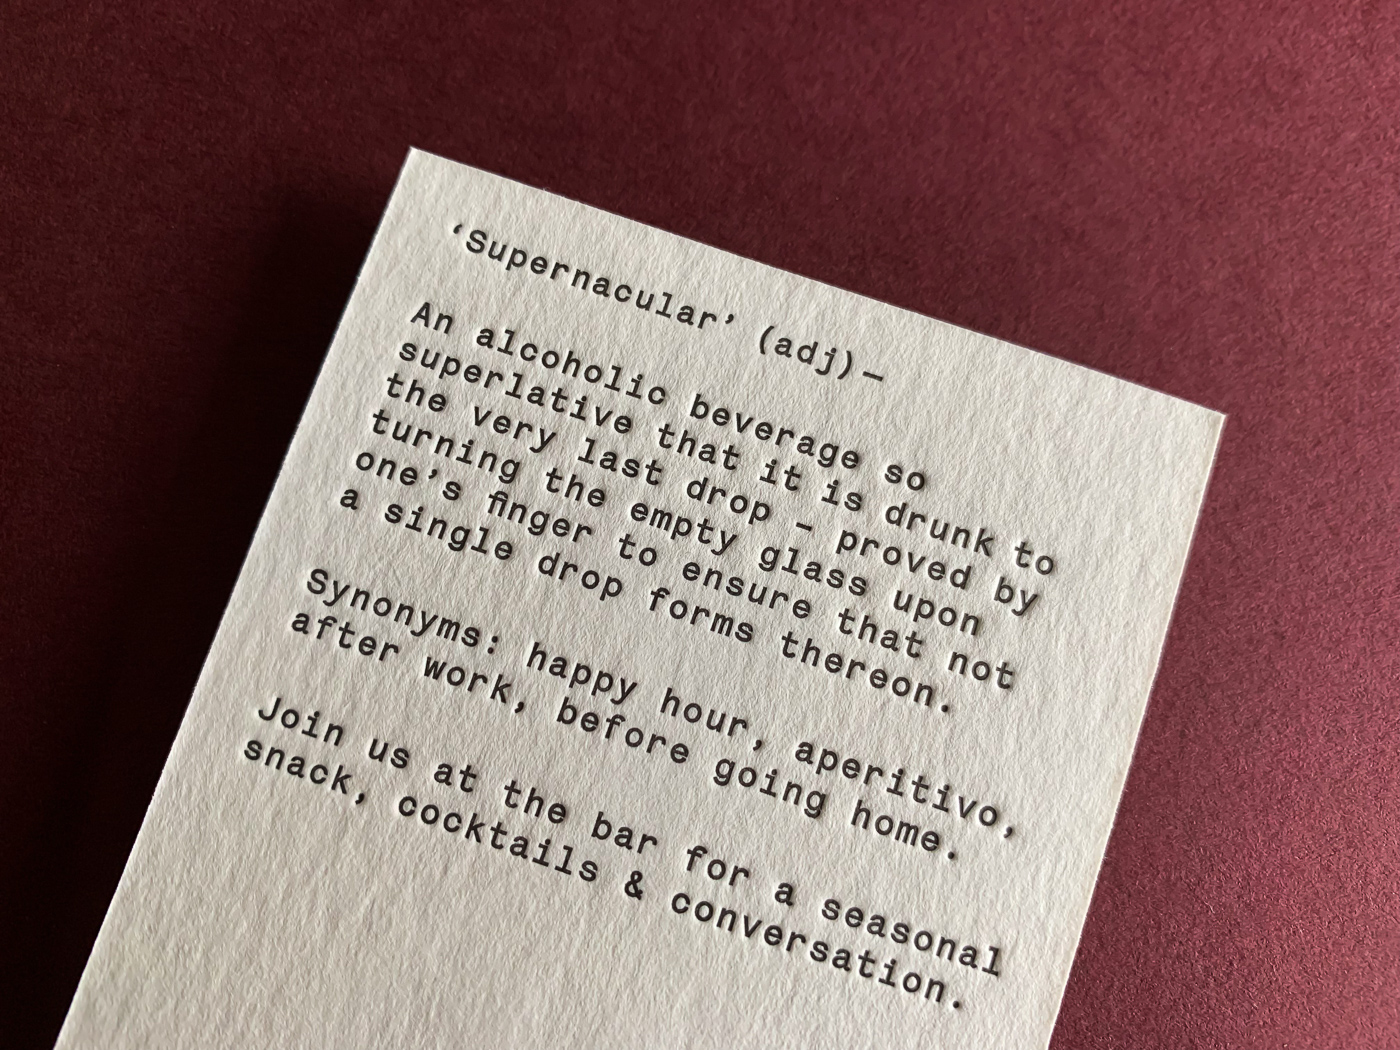 ‘Supernacular’ (adj) —
An alcoholic beverage so
superlative that it is drunk to
the very last drop – proved by
turning the empty glass upon
one’s finger to ensure that not
a single drop forms thereon.
Synonyms: happy hour, aperitivo,
after work, before going home.
Join us at the bar for a seasonal
snack, cocktails & conversation.